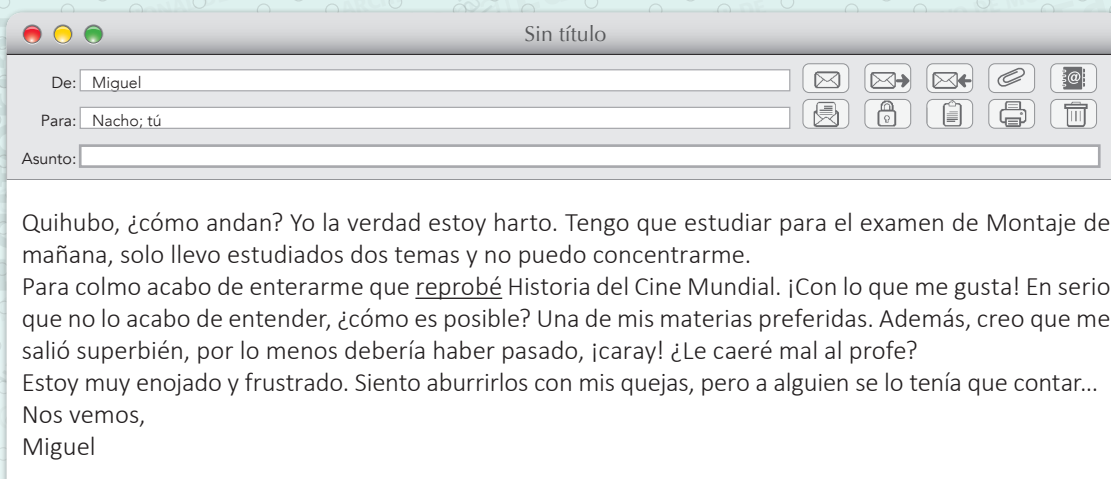 Sin título
De: Miguel
Para: Nacho; tú
Asunto:
Quihubo, ¿cómo andan? Yo la verdad estoy harto. Tengo que estudiar para el examen de Montaje de
mañana, solo llevo estudiados dos temas y no puedo concentrarme.
Para colmo acabo de enterarme que reprobé Historia del Cine Mundial. ¡Con lo que me gusta! En serio
que no lo acabo de entender, ¿cómo es posible? Una de mis materias preferidas. Además, creo que me
salió superbién, por lo menos debería haber pasado, ¡caray! ¿Le caeré mal al profe?
Estoy muy enojado y frustrado. Siento aburrirlos con mis quejas, pero a alguien se lo tenía que contar...
Nos vemos,
Miguel